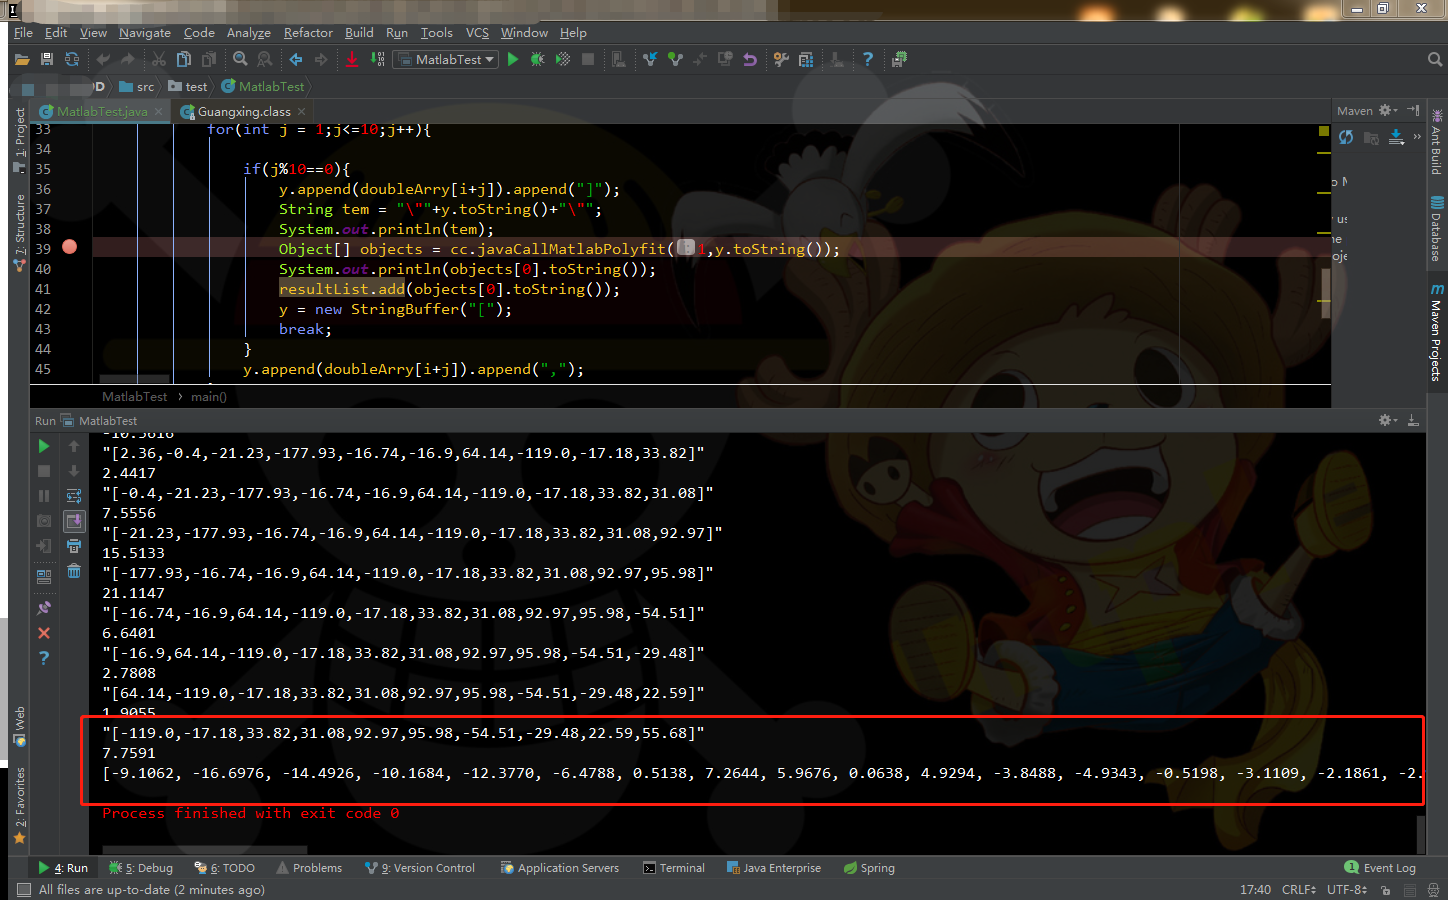 File Edit View Navigate Code Analyze Refactor Build Run Tools VCS Window Help
MatlabTest
D src test MatlabTest
MatlabTest.java Guangxing.class
Maven
1: Project
7: Structure
Web
2: Favorites
Ant Build
Database
m Maven Projects
33 for(int j = 1;j<=10;j++){
34
35 if(j%10==0){
36 y.append(doubleArry[i+j]).append("]");
37 String tem = "\""+y.toString()+"\"";
38 System.out.println(tem);
39 Object[] objects = cc.javaCallMatlabPolyfit(1,y.toString());
40 System.out.println(objects[0].toString());
41 resultList.add(objects[0].toString());
42 y = new StringBuffer("[");
43 break;
44 }
45 y.append(doubleArry[i+j]).append(",");
MatlabTest > main()
Run MatlabTest
"[2.36,-0.4,-21.23,-177.93,-16.74,-16.9,64.14,-119.0,-17.18,33.82]"
2.4417
"[-0.4,-21.23,-177.93,-16.74,-16.9,64.14,-119.0,-17.18,33.82,31.08]"
7.5556
"[-21.23,-177.93,-16.74,-16.9,64.14,-119.0,-17.18,33.82,31.08,92.97]"
15.5133
"[-177.93,-16.74,-16.9,64.14,-119.0,-17.18,33.82,31.08,92.97,95.98]"
21.1147
"[-16.74,-16.9,64.14,-119.0,-17.18,33.82,31.08,92.97,95.98,-54.51]"
6.6401
"[-16.9,64.14,-119.0,-17.18,33.82,31.08,92.97,95.98,-54.51,-29.48]"
2.7808
"[64.14,-119.0,-17.18,33.82,31.08,92.97,95.98,-54.51,-29.48,22.59]"
1.9055
"[-119.0,-17.18,33.82,31.08,92.97,95.98,-54.51,-29.48,22.59,55.68]"
7.7591
[-9.1062, -16.6976, -14.4926, -10.1684, -12.3770, -6.4788, 0.5138, 7.2644, 5.9676, 0.0638, 4.9294, -3.8488, -4.9343, -0.5198, -3.1109, -2.1861, -2.
Process finished with exit code 0
4: Run 5: Debug 6: TODO Problems 9: Version Control Application Servers Terminal Java Enterprise Spring 1 Event Log
All files are up-to-date (2 minutes ago) 17:40 CRLF UTF-8